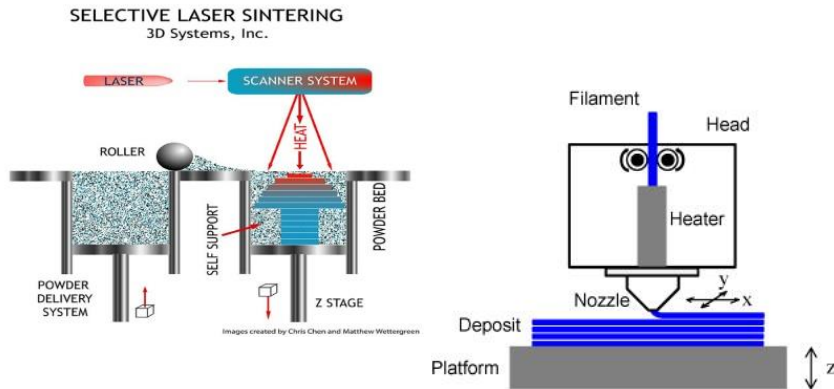 SELECTIVE LASER SINTERING
3D Systems, Inc.
LASER
SCANNER SYSTEM
HEAT
ROLLER
SELF SUPPORT
POWDER BED
POWDER
DELIVERY
SYSTEM
Z STAGE
Images created by Chris Chen and Matthew Wettergreen
Filament
Head
Heater
Nozzle
y
x
Deposit
Platform
z